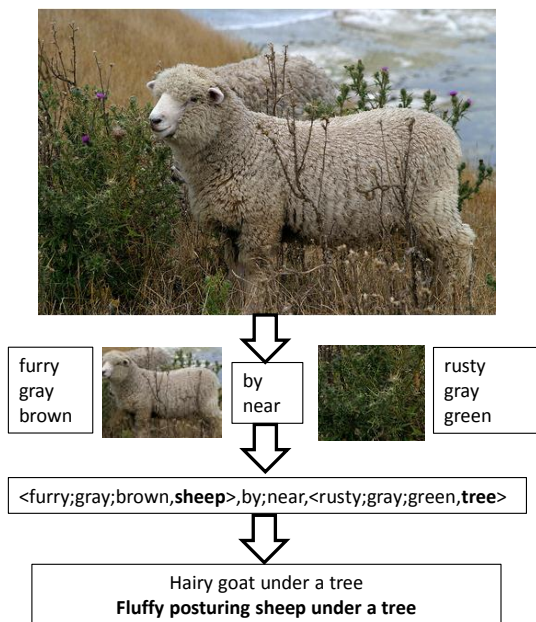 furry
gray
brown
by
near
rusty
gray
green
<furry;gray;brown,sheep>,by;near,<rusty;gray;green,tree>
Hairy goat under a tree
Fluffy posturing sheep under a tree